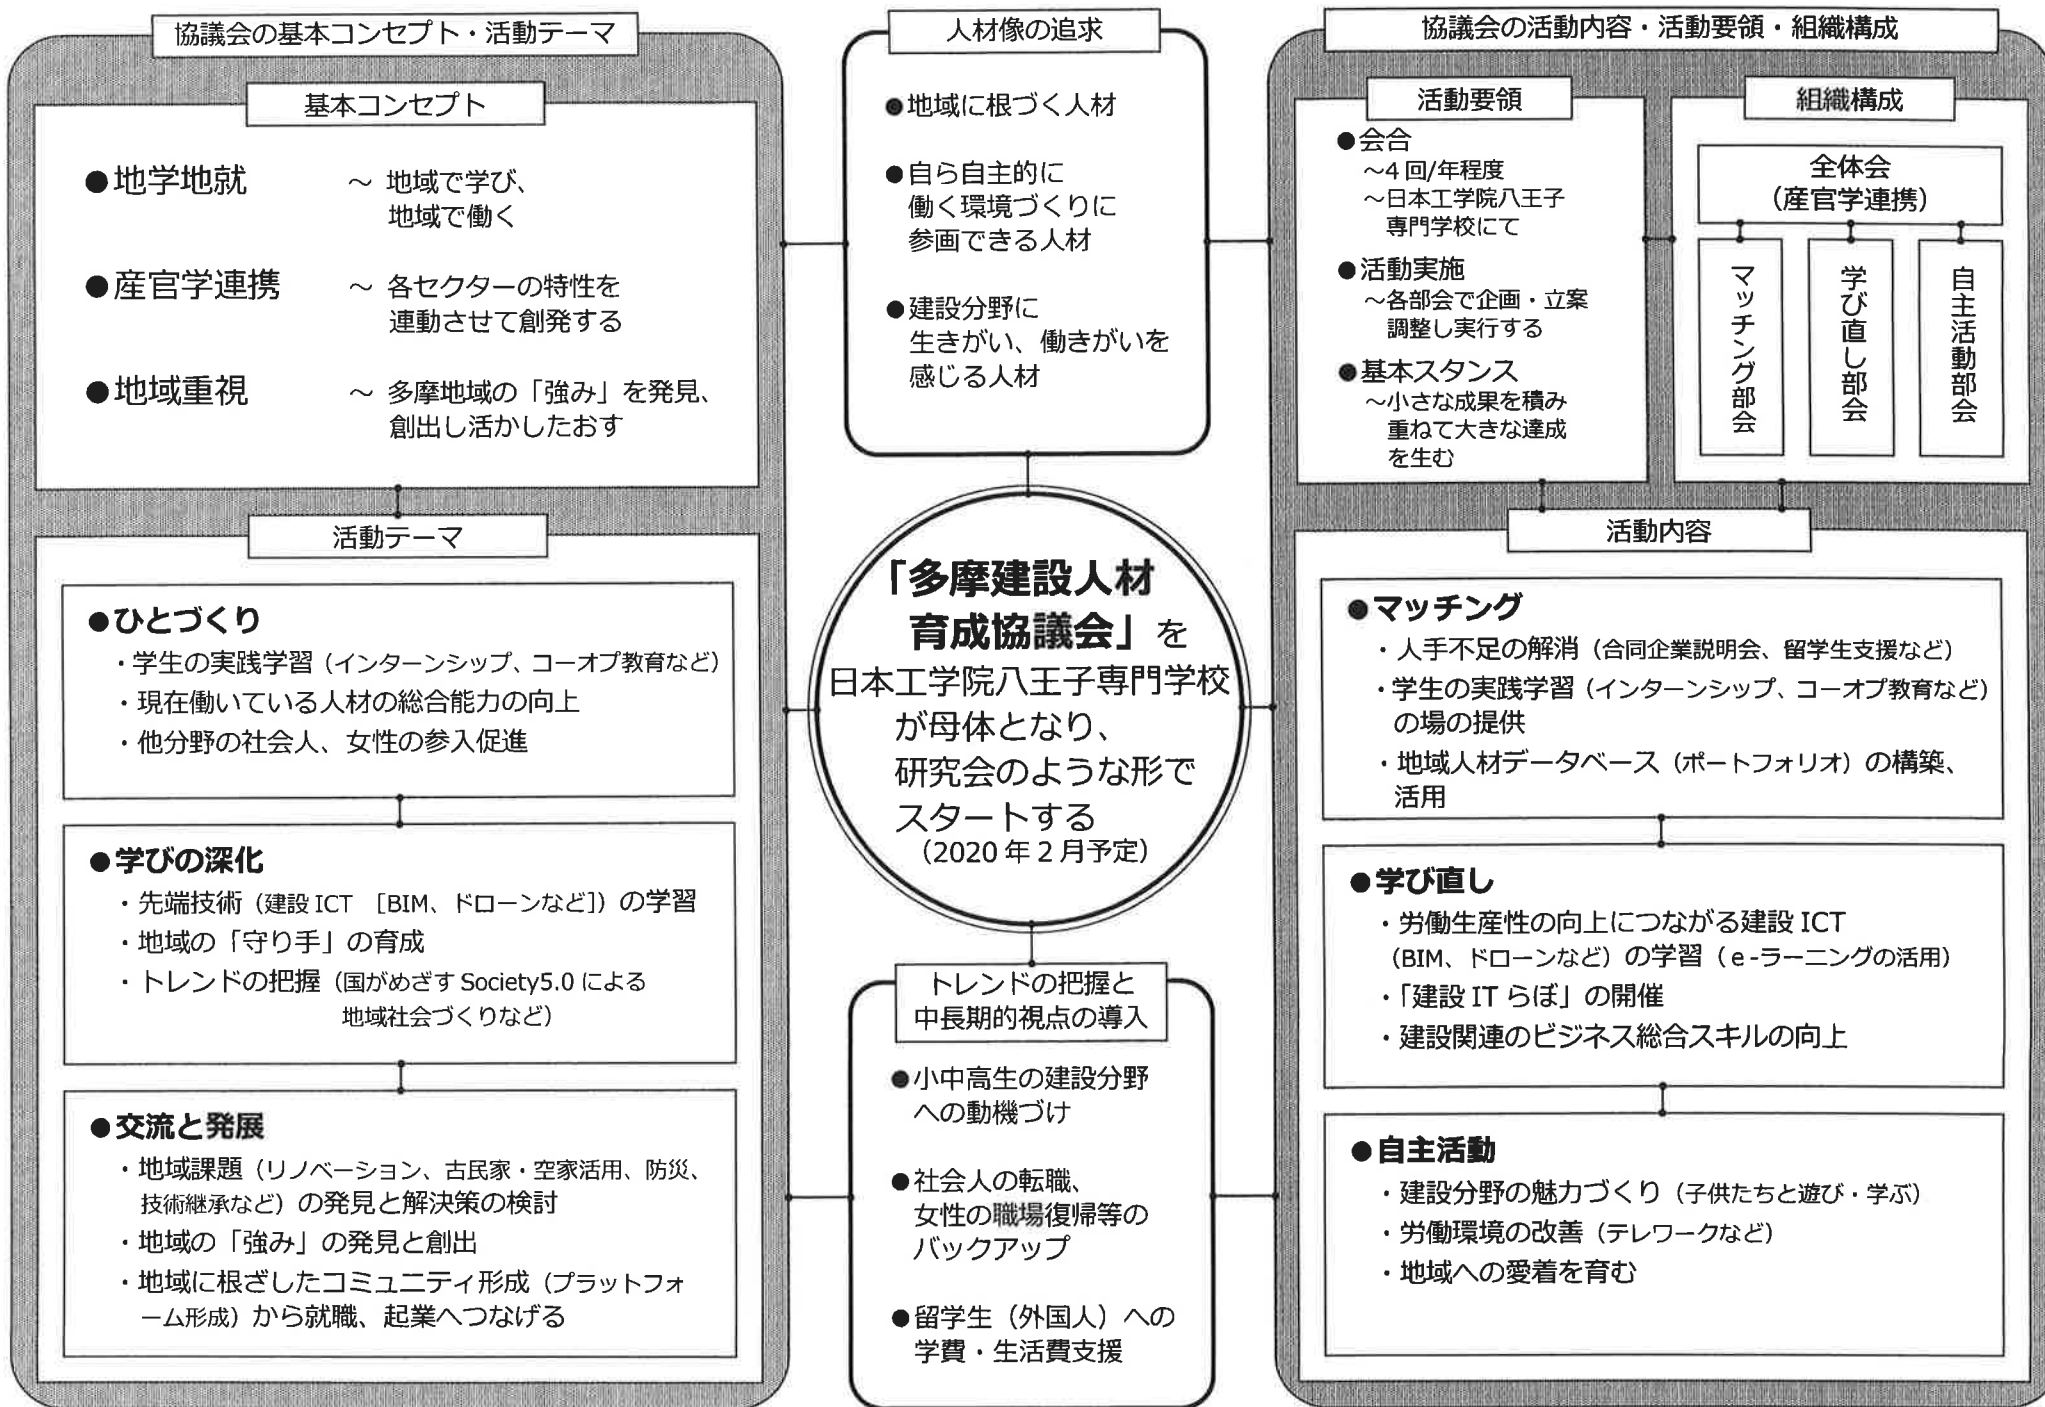 協議会の基本コンセプト・活動テーマ
基本コンセプト
●地学地就 ～ 地域で学び、
地域で働く
●産官学連携 ～ 各セクターの特性を
連動させて創発する
●地域重視 ～ 多摩地域の「強み」を発見、
創出し活かしたおす
活動テーマ
●ひとづくり
・学生の実践学習（インターンシップ、コーオプ教育など）
・現在働いている人材の総合能力の向上
・他分野の社会人、女性の参入促進
●学びの深化
・先端技術（建設 ICT ［BIM、ドローンなど］）の学習
・地域の「守り手」の育成
・トレンドの把握（国がめざす Society5.0 による
地域社会づくりなど）
●交流と発展
・地域課題（リノベーション、古民家・空家活用、防災、
技術継承など）の発見と解決策の検討
・地域の「強み」の発見と創出
・地域に根ざしたコミュニティ形成（プラットフォ
ーム形成）から就職、起業へつなげる
人材像の追求
●地域に根づく人材
●自ら自主的に
働く環境づくりに
参画できる人材
●建設分野に
生きがい、働きがいを
感じる人材
「多摩建設人材
育成協議会」を
日本工学院八王子専門学校
が母体となり、
研究会のような形で
スタートする
（2020 年 2 月予定）
トレンドの把握と
中長期的視点の導入
●小中高生の建設分野
への動機づけ
●社会人の転職、
女性の職場復帰等の
バックアップ
●留学生（外国人）への
学費・生活費支援
協議会の活動内容・活動要領・組織構成
活動要領
●会合
～4 回/年程度
～日本工学院八王子
専門学校にて
●活動実施
～各部会で企画・立案
調整し実行する
●基本スタンス
～小さな成果を積み
重ねて大きな達成
を生む
組織構成
全体会
（産官学連携）
マッチング部会
学び直し部会
自主活動部会
活動内容
●マッチング
・人手不足の解消（合同企業説明会、留学生支援など）
・学生の実践学習（インターンシップ、コーオプ教育など）
の場の提供
・地域人材データベース（ポートフォリオ）の構築、
活用
●学び直し
・労働生産性の向上につながる建設 ICT
（BIM、ドローンなど）の学習（e-ラーニングの活用）
・「建設 IT らぼ」の開催
・建設関連のビジネス総合スキルの向上
●自主活動
・建設分野の魅力づくり（子供たちと遊び・学ぶ）
・労働環境の改善（テレワークなど）
・地域への愛着を育む